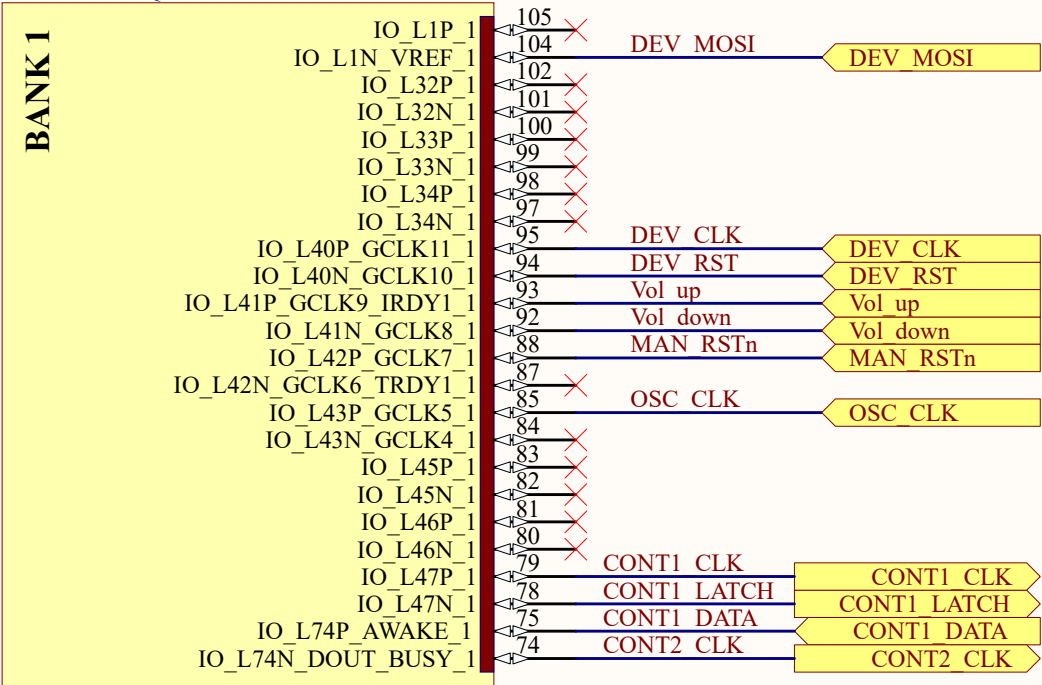 BANK 1
IO_L1P_1 105
IO_L1N_VREF_1 104 DEV_MOSI DEV_MOSI
IO_L32P_1 102
IO_L32N_1 101
IO_L33P_1 100
IO_L33N_1 99
IO_L34P_1 98
IO_L34N_1 97
IO_L40P_GCLK11_1 95 DEV_CLK DEV_CLK
IO_L40N_GCLK10_1 94 DEV_RST DEV_RST
IO_L41P_GCLK9_IRDY1_1 93 Vol_up Vol_up
IO_L41N_GCLK8_1 92 Vol_down Vol_down
IO_L42P_GCLK7_1 88 MAN_RSTn MAN_RSTn
IO_L42N_GCLK6_TRDY1_1 87
IO_L43P_GCLK5_1 85 OSC_CLK OSC_CLK
IO_L43N_GCLK4_1 84
IO_L45P_1 83
IO_L45N_1 82
IO_L46P_1 81
IO_L46N_1 80
IO_L47P_1 79 CONT1_CLK CONT1_CLK
IO_L47N_1 78 CONT1_LATCH CONT1_LATCH
IO_L74P_AWAKE_1 75 CONT1_DATA CONT1_DATA
IO_L74N_DOUT_BUSY_1 74 CONT2_CLK CONT2_CLK